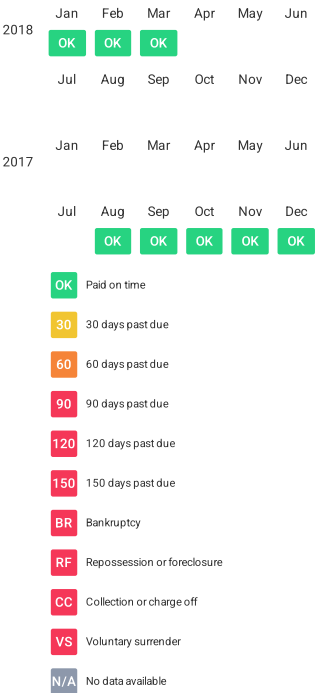 Jan Feb Mar Apr May Jun
2018
OK OK OK
Jul Aug Sep Oct Nov Dec
Jan Feb Mar Apr May Jun
2017
Jul Aug Sep Oct Nov Dec
OK OK OK OK OK
OK Paid on time
30 30 days past due
60 60 days past due
90 90 days past due
120 120 days past due
150 150 days past due
BR Bankruptcy
RF Repossession or foreclosure
CC Collection or charge off
VS Voluntary surrender
N/A No data available